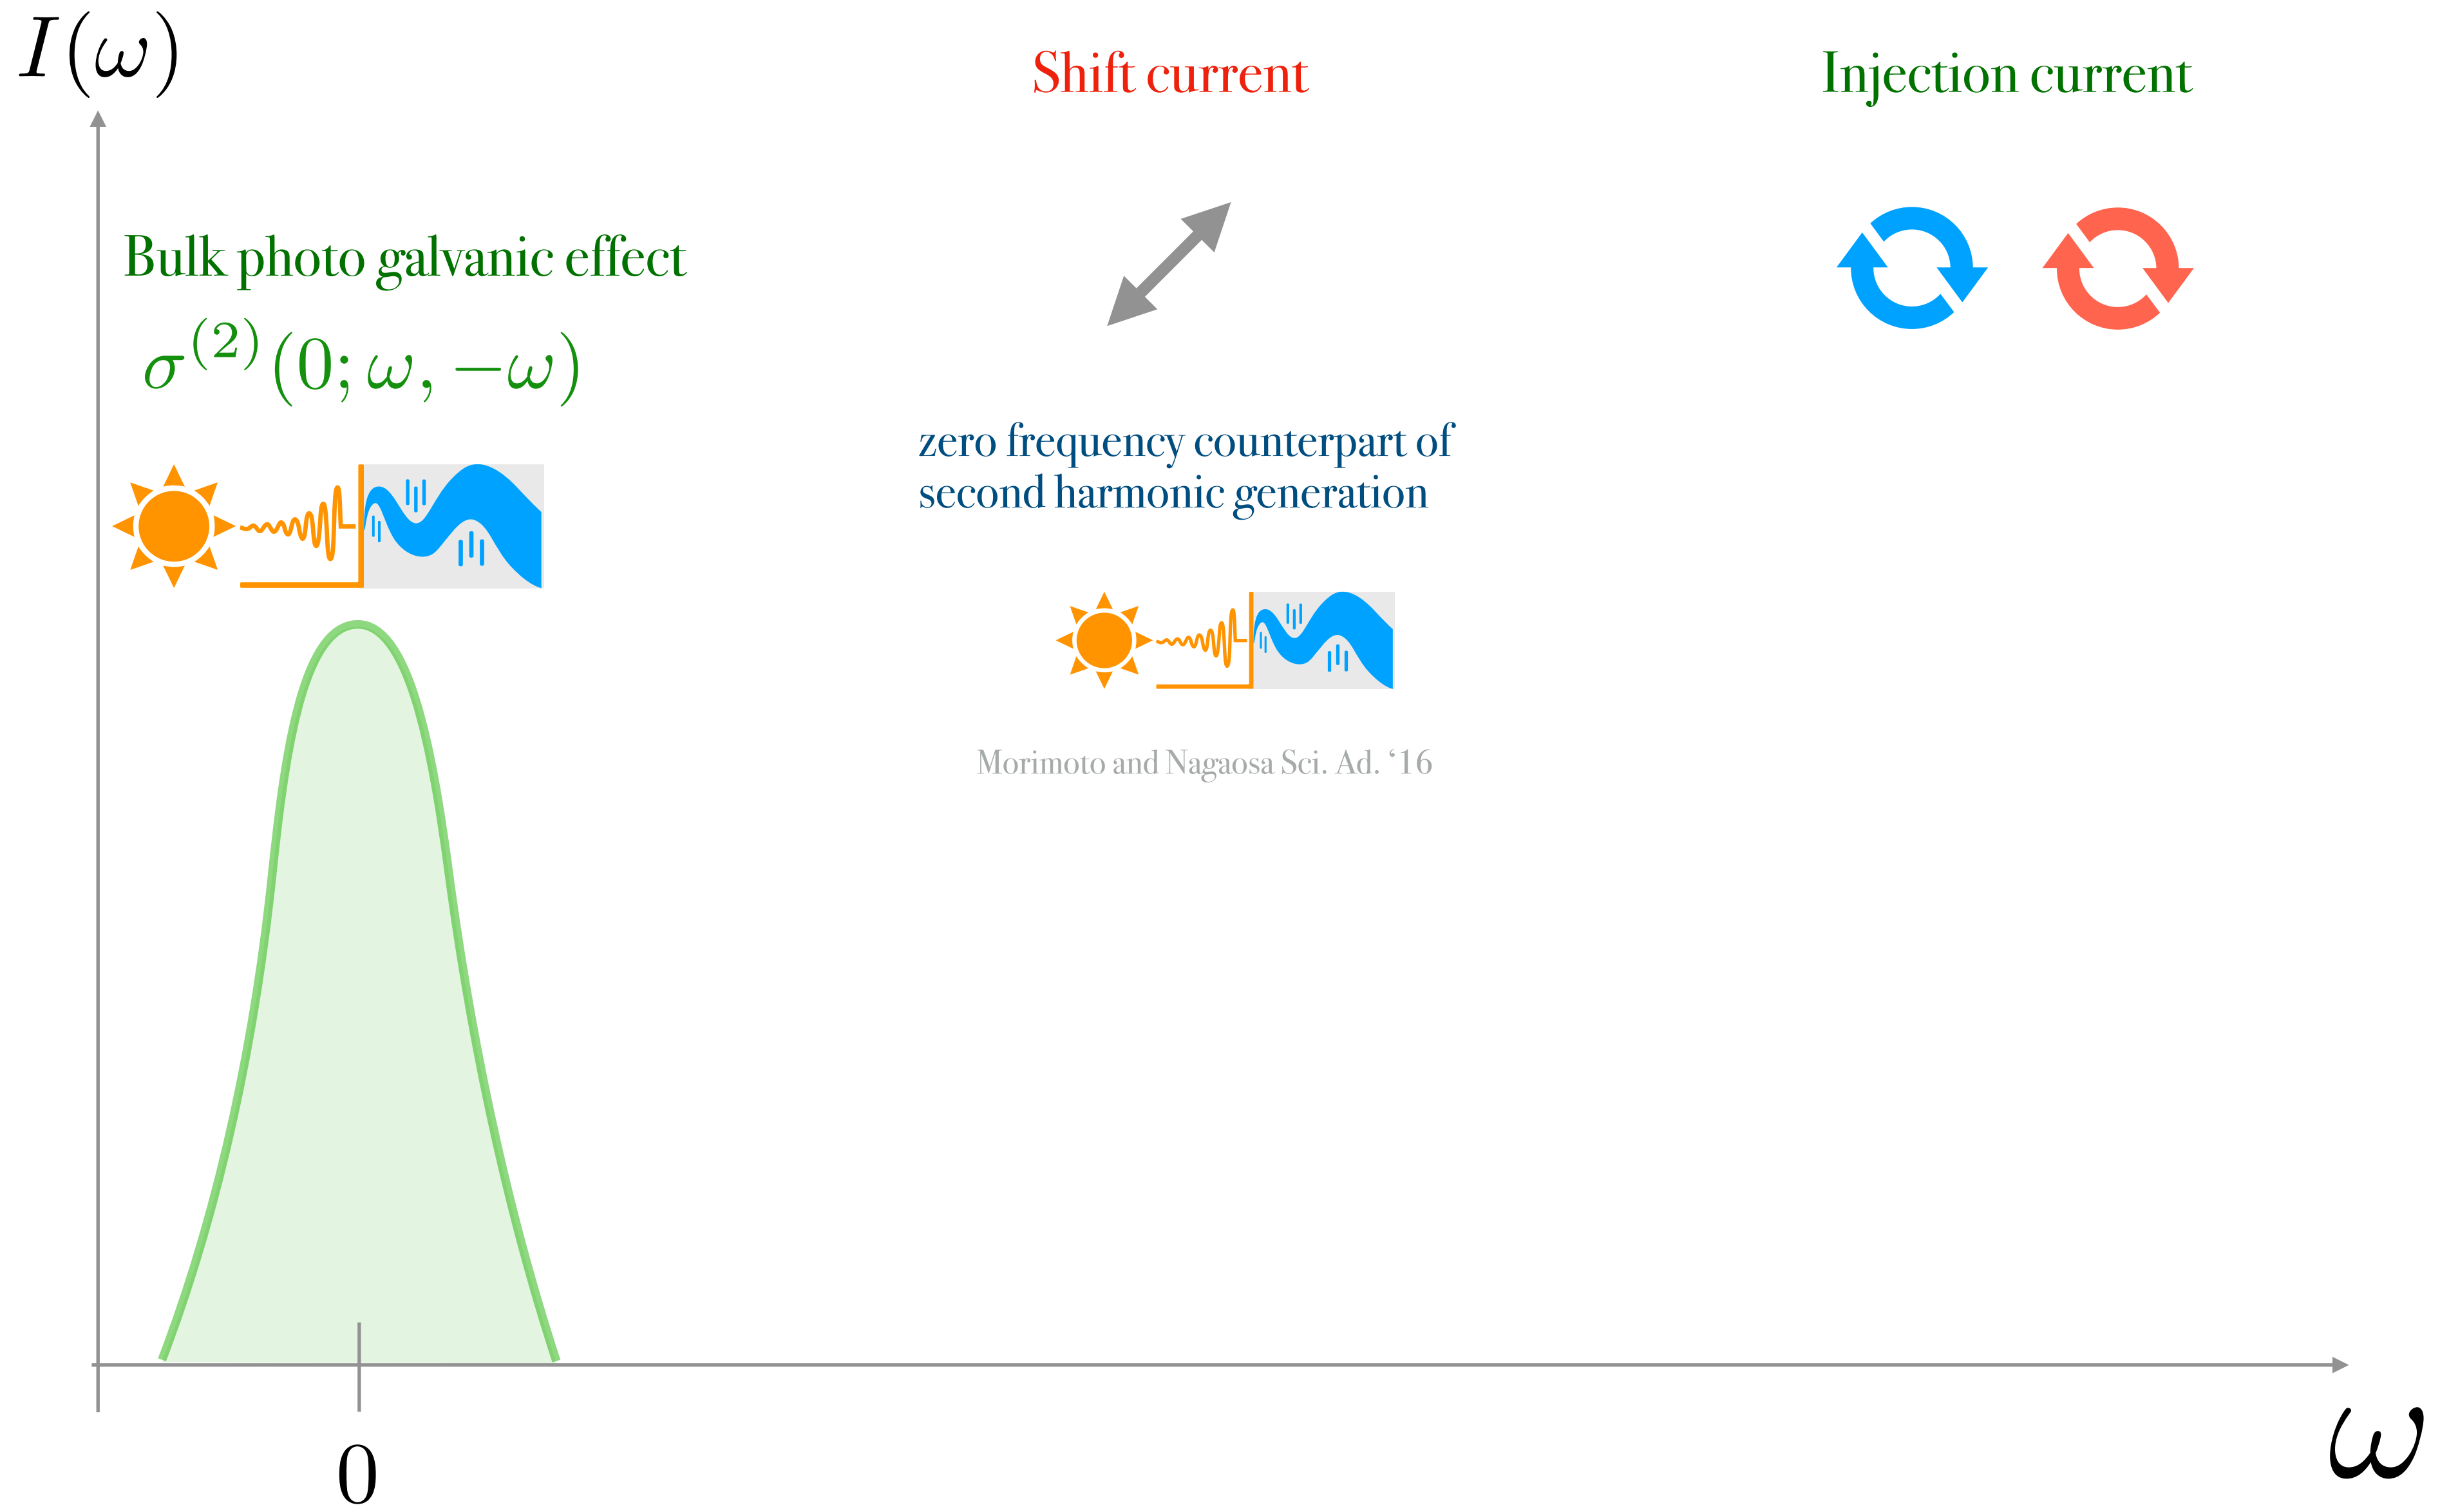 I(ω)
Shift current
Injection current
Bulk photo galvanic effect
σ⁽²⁾(0; ω, −ω)
zero frequency counterpart of
second harmonic generation
Morimoto and Nagaosa Sci. Ad. ‘16
0
ω